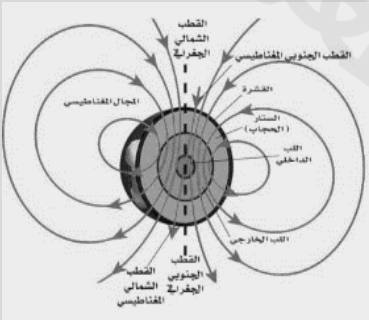 القطب
الشمالي
الجغرافي
القطب الجنوبي المغناطيسي
المجال المغناطيسي
القشرة
الستار
(الحجاب)
اللب
الداخلي
اللب الخارجي
القطب
الجنوبي
الجغرافي
القطب
الشمالي
المغناطيسي